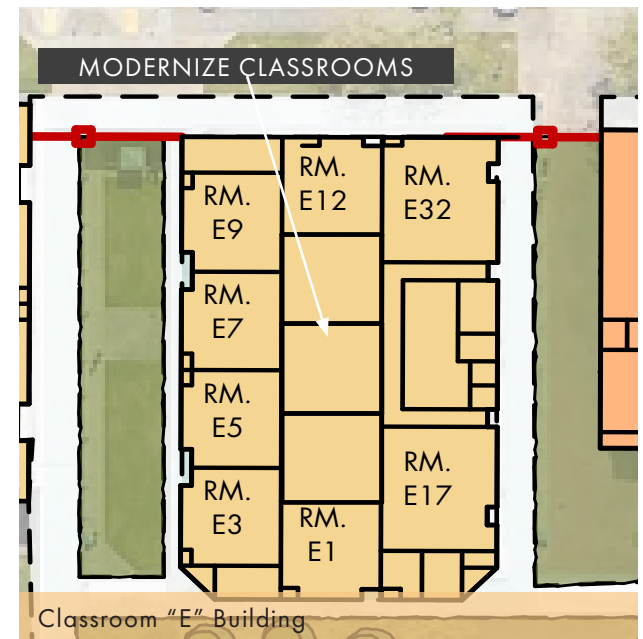 MODERNIZE CLASSROOMS
RM.
E12
RM.
E32
RM.
E9
RM.
E7
RM.
E5
RM.
E17
RM.
E3
RM.
E1
Classroom “E” Building